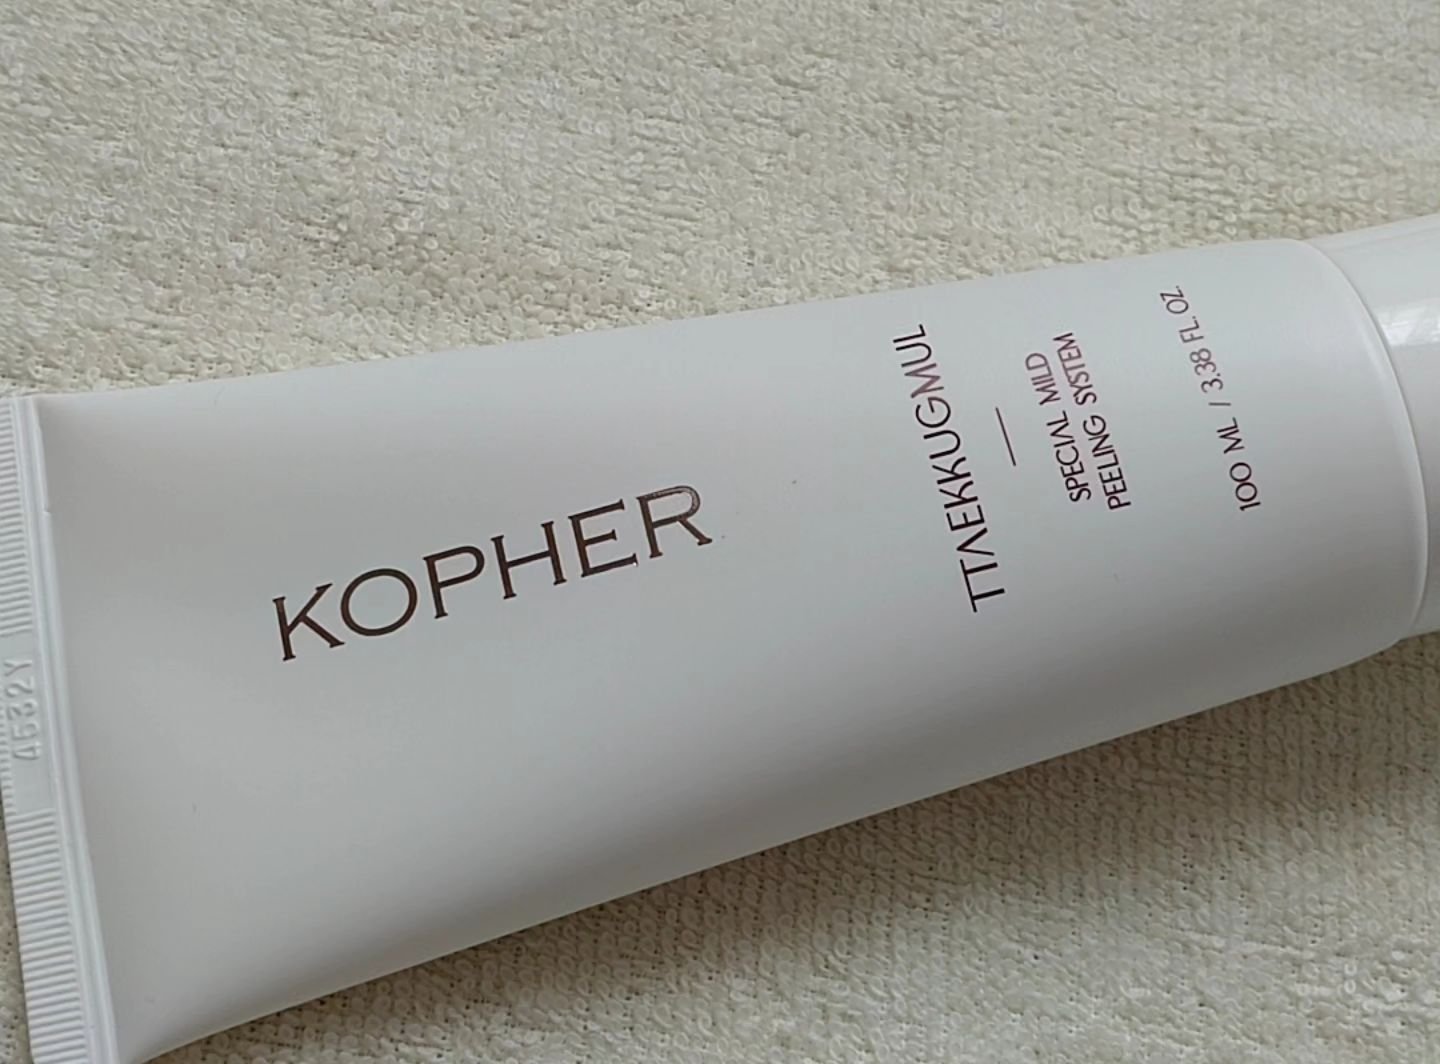 KOPHER
TTAEKKUGMUL
SPECIAL MILD
PEELING SYSTEM
100 ML / 3.38 FL. OZ.
4532Y